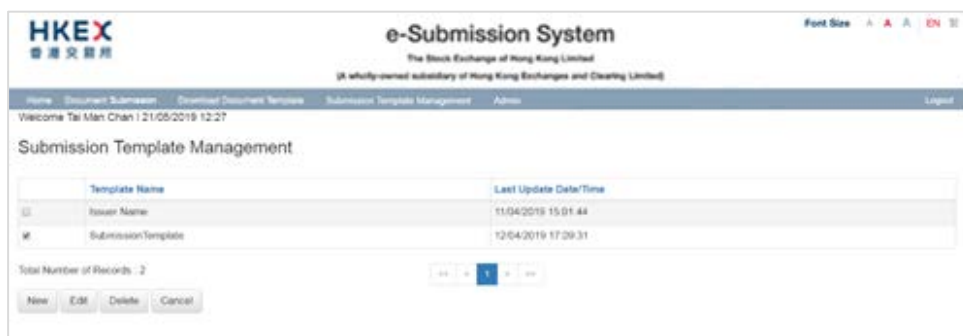 HKEX
香港交易所
e-Submission System
Font Size A A A EN 繁
The Stock Exchange of Hong Kong Limited
(A wholly-owned subsidiary of Hong Kong Exchanges and Clearing Limited)
Home Document Submission Download Document Template Submission Template Management Admin Logout
Welcome Tai Man Chan | 21/05/2019 12:27
Submission Template Management
Template Name Last Update Date/Time
Issuer Name 11/04/2019 15:01:44
SubmissionTemplate 12/04/2019 17:09:31
Total Number of Records : 2
<< < 1 > >>
New Edit Delete Cancel